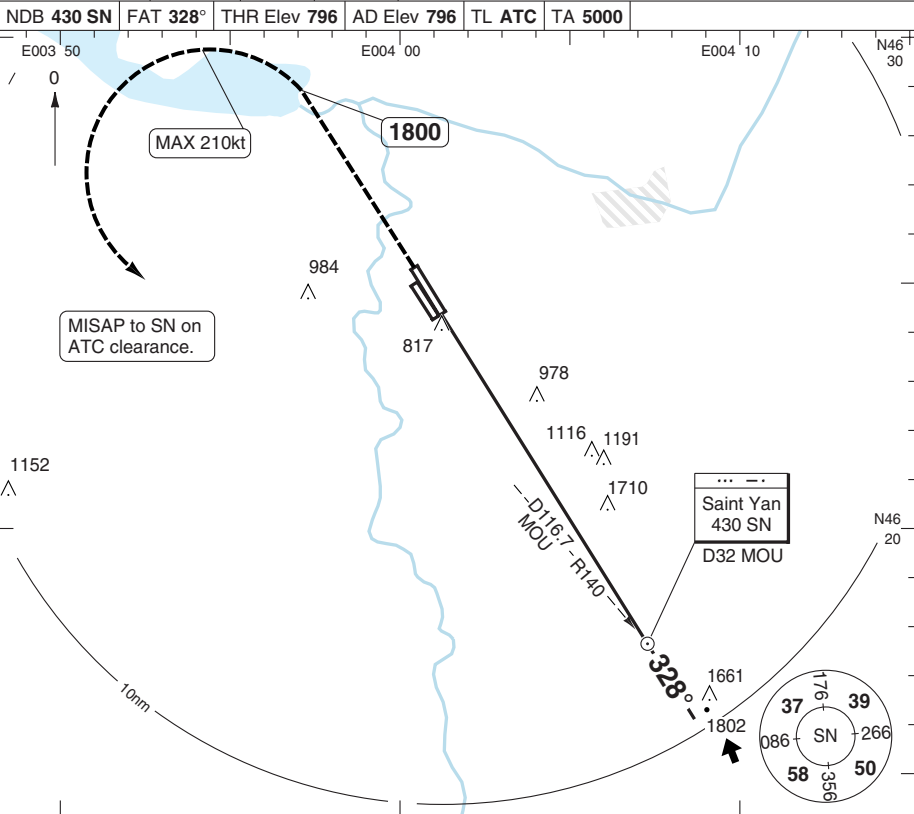 NDB 430 SN FAT 328° THR Elev 796 AD Elev 796 TL ATC TA 5000
E003 50
E004 00
E004 10
N46
30
/ 0
MAX 210kt
1800
984
MISAP to SN on
ATC clearance.
817
978
1116
1191
1152
1710
Saint Yan
430 SN
D32 MOU
N46
20
D116.7
MOU
R140
328°
10nm
1661
1802
176
37
39
086
SN
266
58
50
356